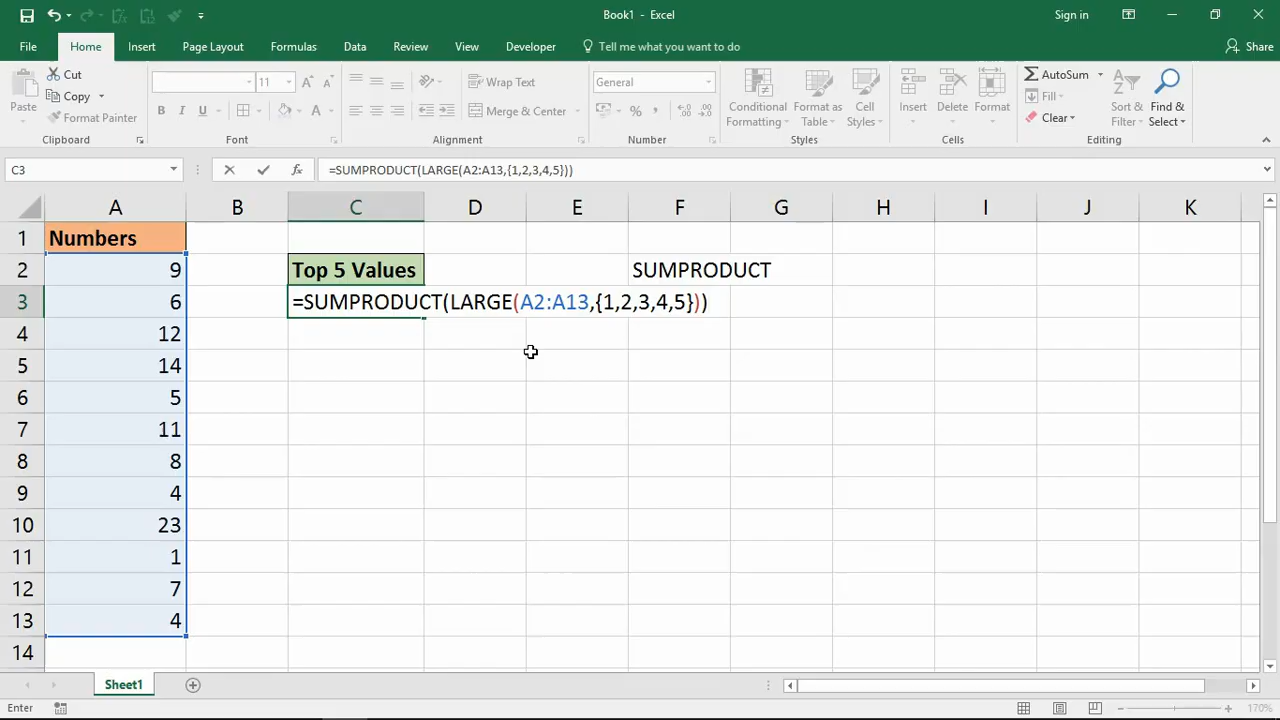 Book1 - Excel
Sign in
File Home Insert Page Layout Formulas Data Review View Developer Tell me what you want to do Share
Paste
Cut
Copy
Format Painter
Clipboard
11 A A
B I U A
Font
Wrap Text
Merge & Center
Alignment
General
% ,
Number
Conditional Formatting
Format as Table
Cell Styles
Styles
Insert Delete Format
Cells
AutoSum
Fill
Clear
Sort & Filter
Find & Select
Editing
C3 fx =SUMPRODUCT(LARGE(A2:A13,{1,2,3,4,5}))
A B C D E F G H I J K
1 Numbers
2 9 Top 5 Values SUMPRODUCT
3 6 =SUMPRODUCT(LARGE(A2:A13,{1,2,3,4,5}))
4 12
5 14
6 5
7 11
8 8
9 4
10 23
11 1
12 7
13 4
14
Sheet1
Enter 170%